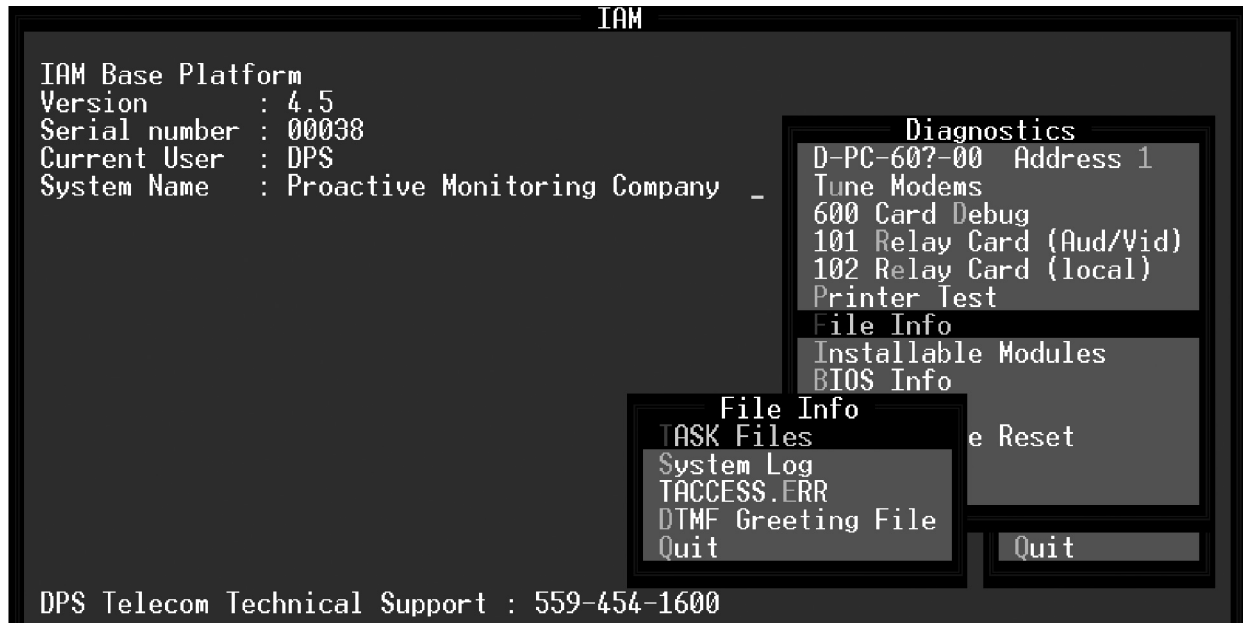 IAM
IAM Base Platform
Version : 4.5
Serial number : 00038
Current User : DPS
System Name : Proactive Monitoring Company _
Diagnostics
D-PC-60?-00 Address 1
Tune Modems
600 Card Debug
101 Relay Card (Aud/Vid)
102 Relay Card (local)
Printer Test
File Info
Installable Modules
BIOS Info
e Reset
File Info
TASK Files
System Log
TACCESS.ERR
DTMF Greeting File
Quit
Quit
DPS Telecom Technical Support : 559-454-1600